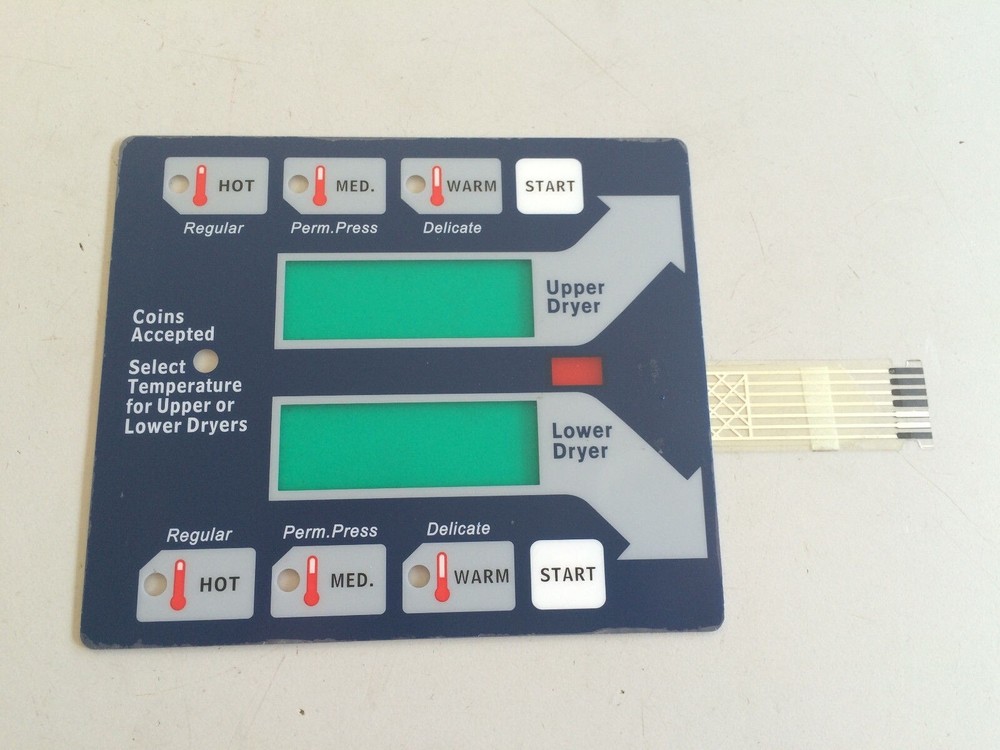 HOT
MED.
WARM
START
Regular
Perm.Press
Delicate
Upper
Dryer
Coins
Accepted
Select
Temperature
for Upper or
Lower Dryers
Lower
Dryer
Regular
Perm.Press
Delicate
HOT
MED.
WARM
START